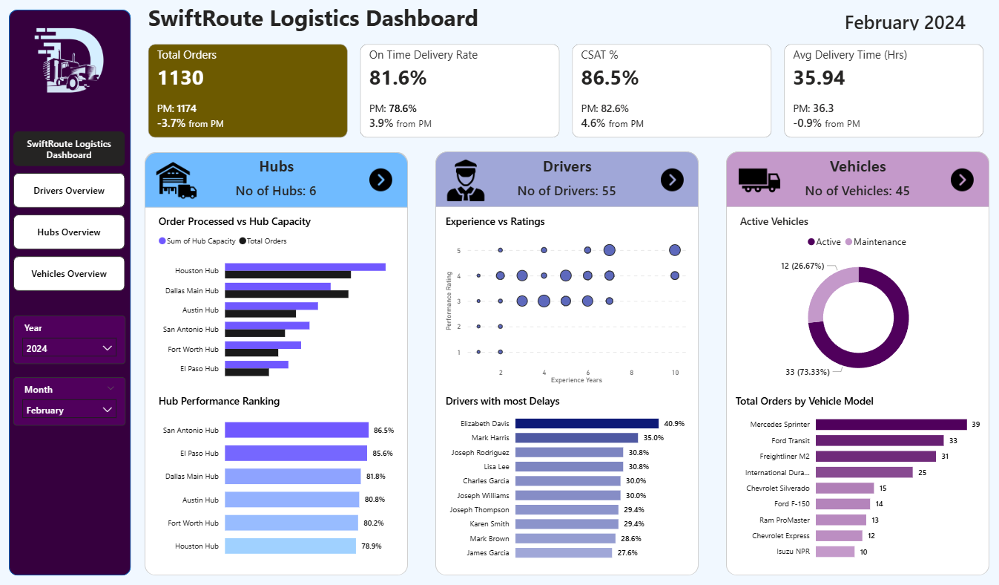 SwiftRoute Logistics Dashboard
February 2024
Total Orders
1130
PM: 1174
-3.7% from PM
On Time Delivery Rate
81.6%
PM: 78.6%
3.9% from PM
CSAT %
86.5%
PM: 82.6%
4.6% from PM
Avg Delivery Time (Hrs)
35.94
PM: 36.3
-0.9% from PM
SwiftRoute Logistics
Dashboard
Drivers Overview
Hubs Overview
Vehicles Overview
Year
2024
Month
February
Hubs
No of Hubs: 6
Order Processed vs Hub Capacity
Sum of Hub Capacity Total Orders
Houston Hub
Dallas Main Hub
Austin Hub
San Antonio Hub
Fort Worth Hub
El Paso Hub
Hub Performance Ranking
San Antonio Hub 86.5%
El Paso Hub 85.6%
Dallas Main Hub 81.8%
Austin Hub 80.8%
Fort Worth Hub 80.2%
Houston Hub 78.9%
Drivers
No of Drivers: 55
Experience vs Ratings
Performance Rating
5
4
3
2
1
2 4 6 8 10
Experience Years
Drivers with most Delays
Elizabeth Davis 40.9%
Mark Harris 35.0%
Joseph Rodriguez 30.8%
Lisa Lee 30.8%
Charles Garcia 30.0%
Joseph Williams 30.0%
Joseph Thompson 29.4%
Karen Smith 29.4%
Mark Brown 28.6%
James Garcia 27.6%
Vehicles
No of Vehicles: 45
Active Vehicles
Active Maintenance
12 (26.67%)
33 (73.33%)
Total Orders by Vehicle Model
Mercedes Sprinter 39
Ford Transit 33
Freightliner M2 31
International Dura... 25
Chevrolet Silverado 15
Ford F-150 14
Ram ProMaster 13
Chevrolet Express 12
Isuzu NPR 10